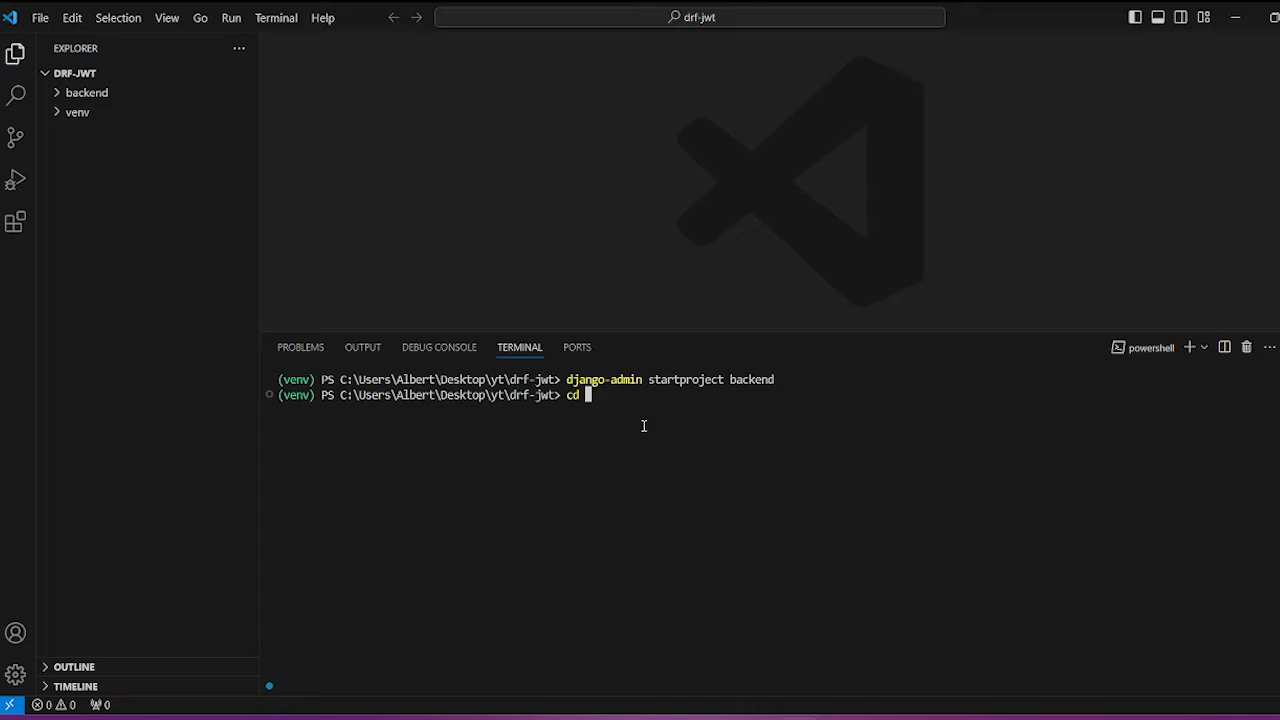 File Edit Selection View Go Run Terminal Help
drf-jwt
EXPLORER
DRF-JWT
backend
venv
PROBLEMS OUTPUT DEBUG CONSOLE TERMINAL PORTS
powershell
(venv) PS C:\Users\Albert\Desktop\yt\drf-jwt> django-admin startproject backend
(venv) PS C:\Users\Albert\Desktop\yt\drf-jwt> cd
OUTLINE
TIMELINE
0 0 0